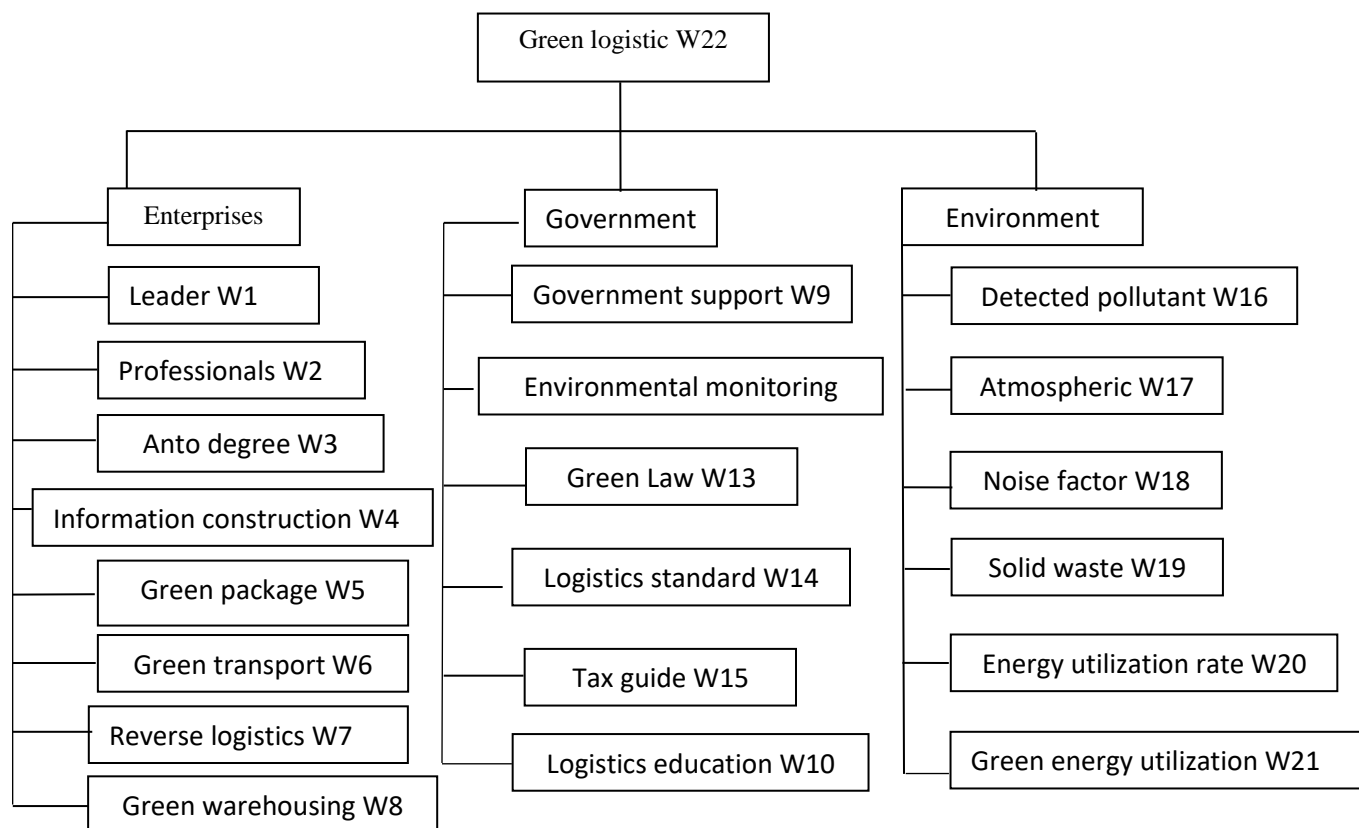 Green logistic W22
Enterprises
Leader W1
Professionals W2
Anto degree W3
Information construction W4
Green package W5
Green transport W6
Reverse logistics W7
Green warehousing W8
Government
Government support W9
Environmental monitoring
Green Law W13
Logistics standard W14
Tax guide W15
Logistics education W10
Environment
Detected pollutant W16
Atmospheric W17
Noise factor W18
Solid waste W19
Energy utilization rate W20
Green energy utilization W21